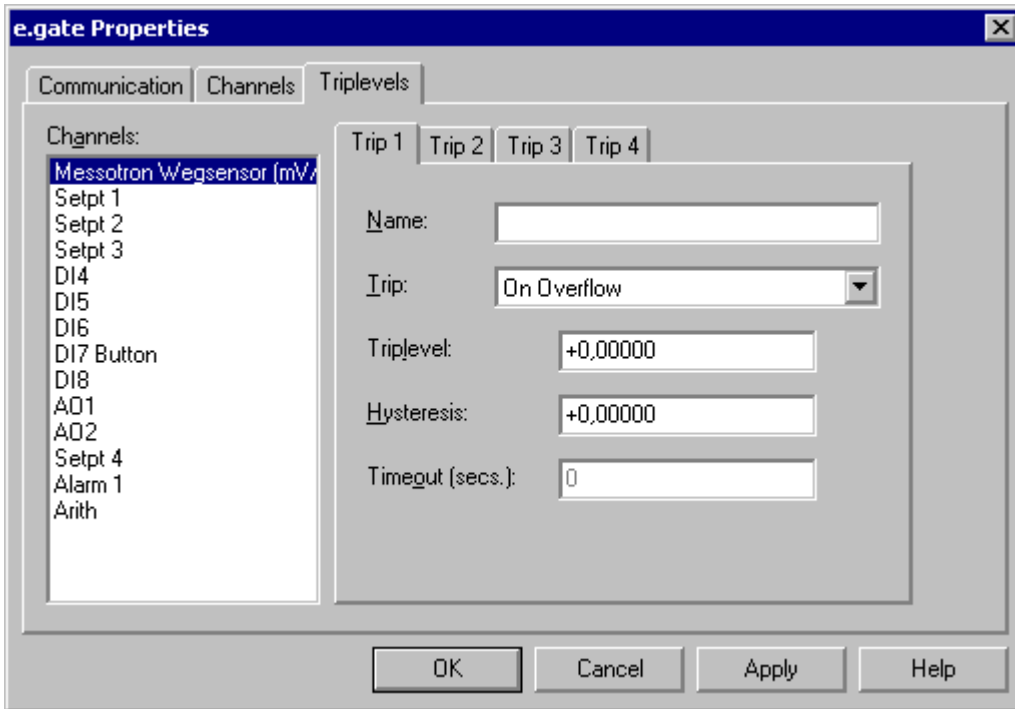 e.gate Properties
Communication
Channels
Triplevels
Channels:
Messotron Wegsensor (mV/
Setpt 1
Setpt 2
Setpt 3
DI4
DI5
DI6
DI7 Button
DI8
AO1
AO2
Setpt 4
Alarm 1
Arith
Trip 1
Trip 2
Trip 3
Trip 4
Name:
Trip:
On Overflow
Triplevel:
+0,00000
Hysteresis:
+0,00000
Timeout (secs.):
0
OK
Cancel
Apply
Help